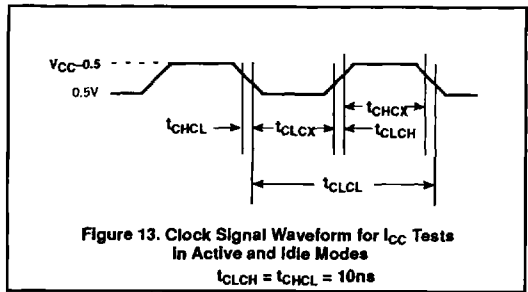 VCC–0.5
0.5V
tCHCX
tCHCL
tCLCX
tCLCH
tCLCL
Figure 13. Clock Signal Waveform for ICC Tests
in Active and Idle Modes
tCLCH = tCHCL = 10ns